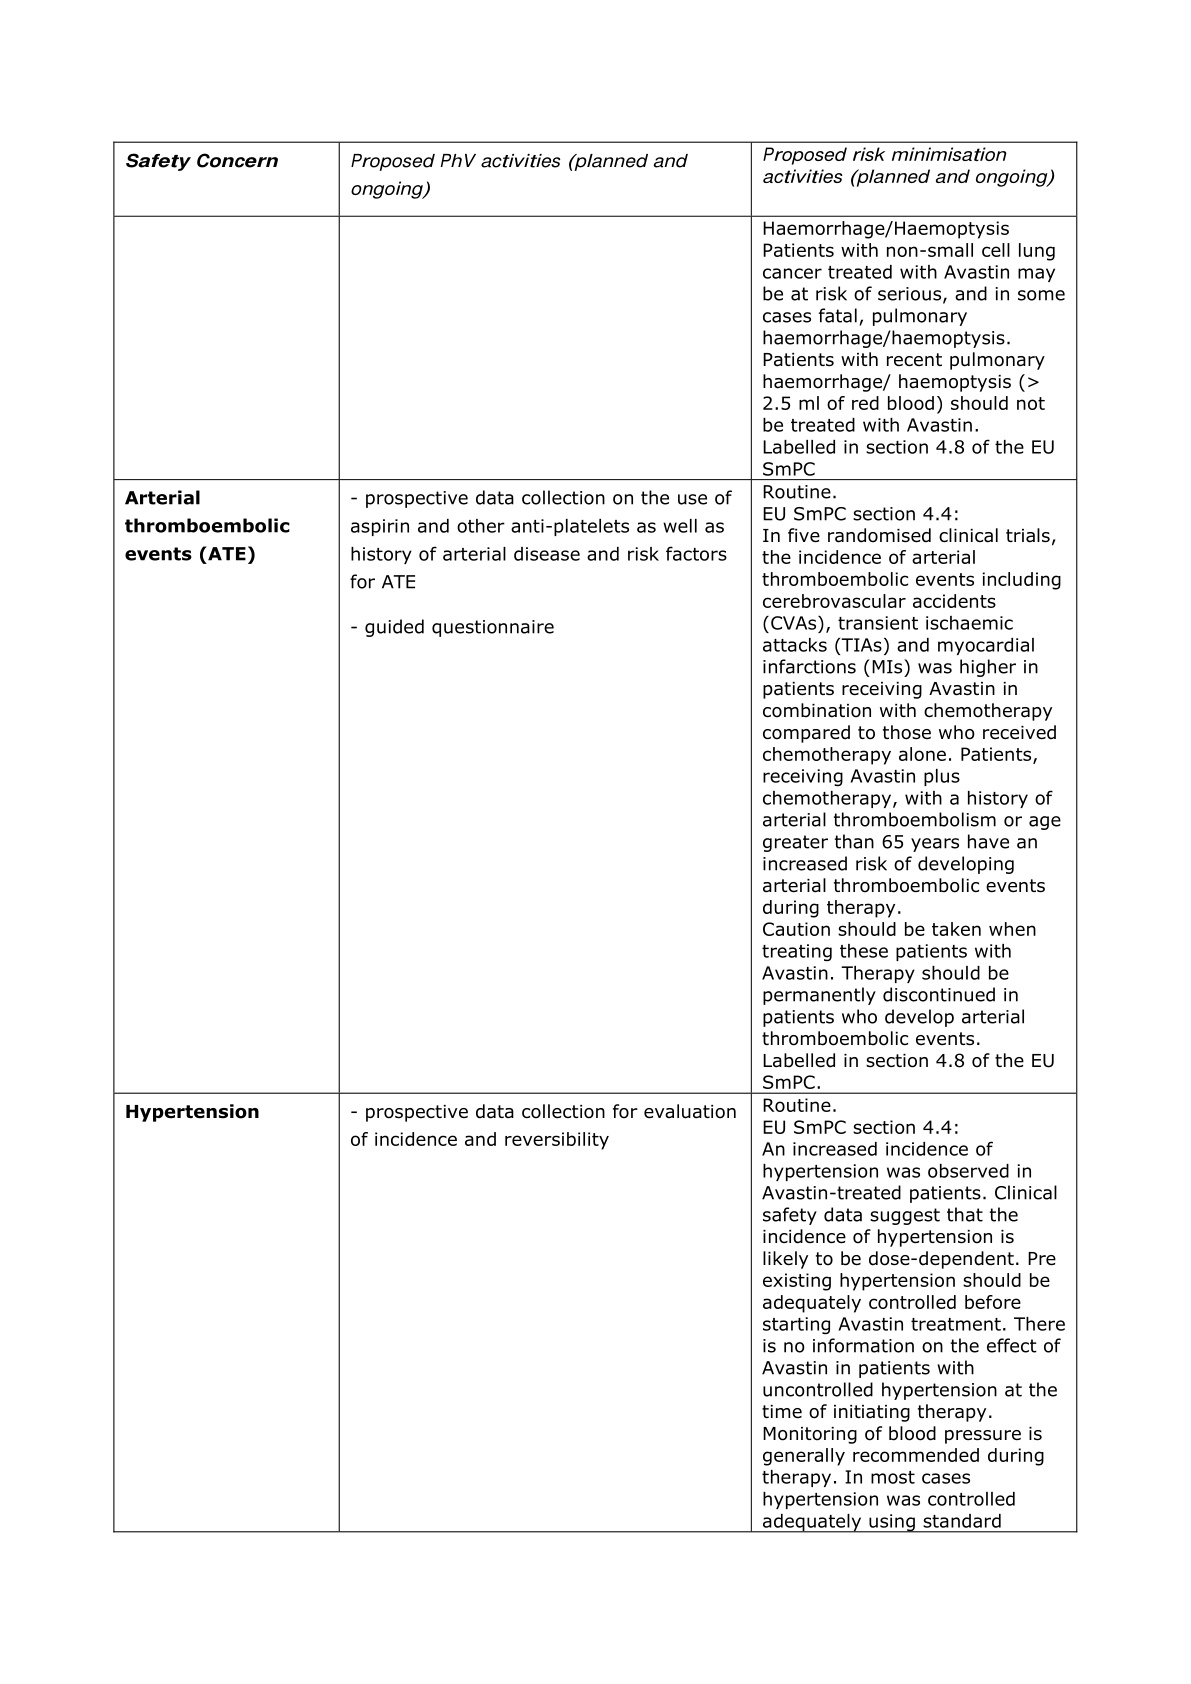 Safety Concern
Proposed PhV activities (planned and
ongoing)
Proposed risk minimisation
activities (planned and ongoing)
Haemorrhage/Haemoptysis
Patients with non-small cell lung
cancer treated with Avastin may
be at risk of serious, and in some
cases fatal, pulmonary
haemorrhage/haemoptysis.
Patients with recent pulmonary
haemorrhage/ haemoptysis (>
2.5 ml of red blood) should not
be treated with Avastin.
Labelled in section 4.8 of the EU
SmPC
Arterial
thromboembolic
events (ATE)
- prospective data collection on the use of
aspirin and other anti-platelets as well as
history of arterial disease and risk factors
for ATE
- guided questionnaire
Routine.
EU SmPC section 4.4:
In five randomised clinical trials,
the incidence of arterial
thromboembolic events including
cerebrovascular accidents
(CVAs), transient ischaemic
attacks (TIAs) and myocardial
infarctions (MIs) was higher in
patients receiving Avastin in
combination with chemotherapy
compared to those who received
chemotherapy alone. Patients,
receiving Avastin plus
chemotherapy, with a history of
arterial thromboembolism or age
greater than 65 years have an
increased risk of developing
arterial thromboembolic events
during therapy.
Caution should be taken when
treating these patients with
Avastin. Therapy should be
permanently discontinued in
patients who develop arterial
thromboembolic events.
Labelled in section 4.8 of the EU
SmPC.
Hypertension
- prospective data collection for evaluation
of incidence and reversibility
Routine.
EU SmPC section 4.4:
An increased incidence of
hypertension was observed in
Avastin-treated patients. Clinical
safety data suggest that the
incidence of hypertension is
likely to be dose-dependent. Pre
existing hypertension should be
adequately controlled before
starting Avastin treatment. There
is no information on the effect of
Avastin in patients with
uncontrolled hypertension at the
time of initiating therapy.
Monitoring of blood pressure is
generally recommended during
therapy. In most cases
hypertension was controlled
adequately using standard